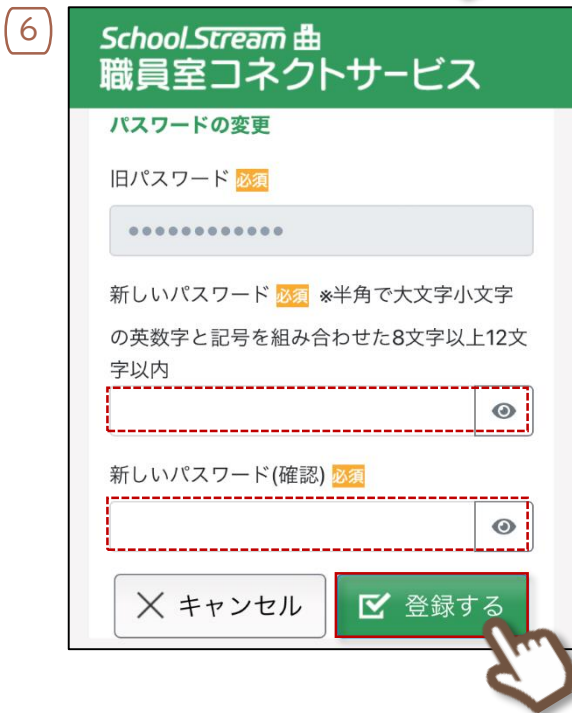 6
School Stream
職員室コネクトサービス
パスワードの変更
旧パスワード 必須
●●●●●●●●●●●●
新しいパスワード 必須 ※半角で大文字小文字
の英数字と記号を組み合わせた8文字以上12文
字以内
新しいパスワード(確認) 必須
キャンセル 登録する